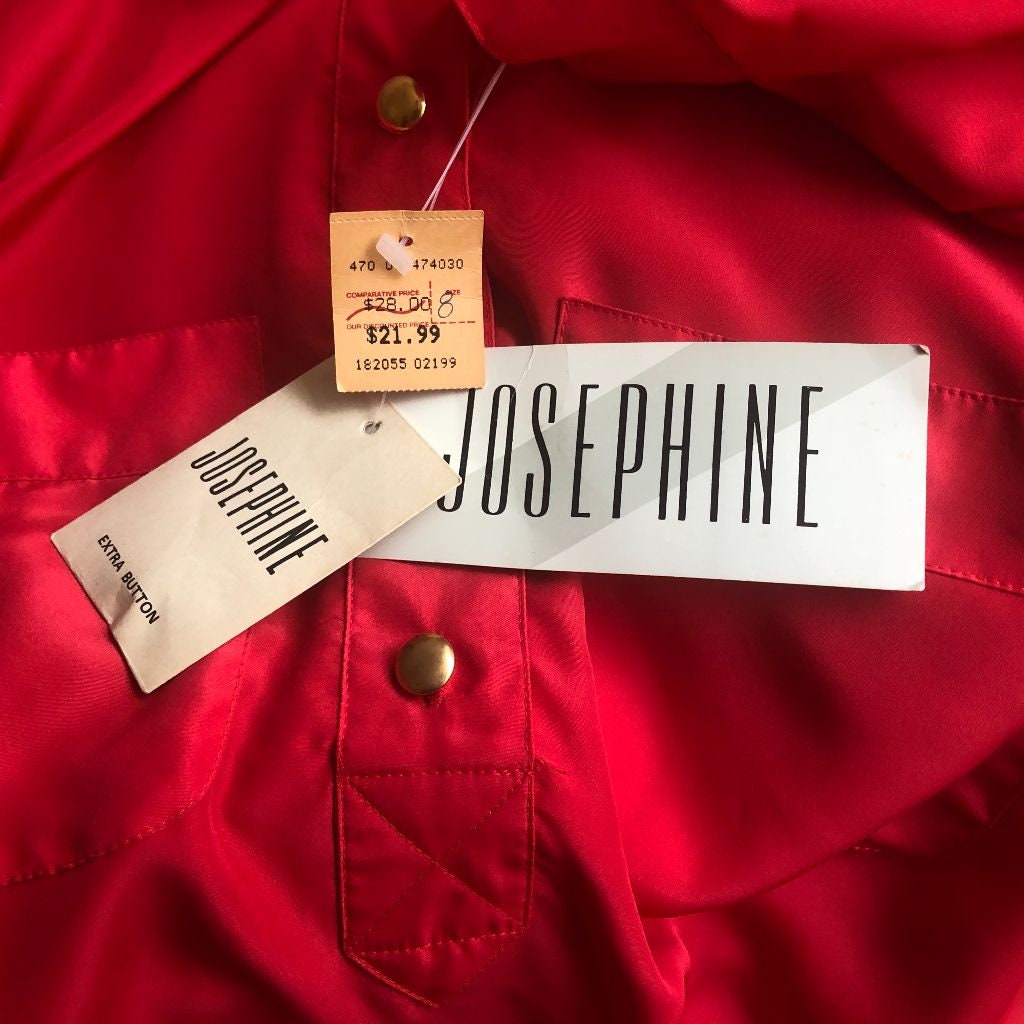 470 0 474030
COMPARATIVE PRICE SIZE
$28.00 8
OUR DISCOUNTED PRICE
$21.99
182055 02199
JOSEPHINE
JOSEPHINE
EXTRA BUTTON